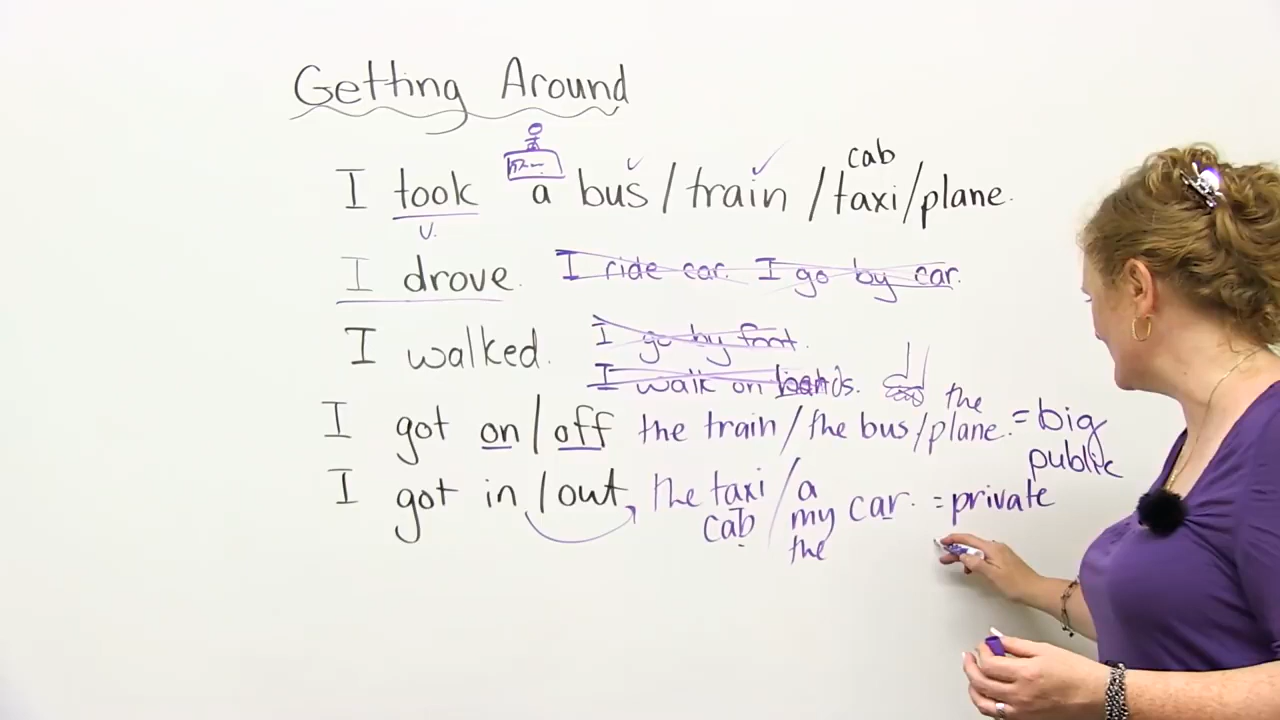 Getting Around
cab
I took a bus/train/taxi/plane.
v.
I drove. I ride car. I go by car.
I walked. I go by foot.
I walk on hands.
the
I got on/off the train/the bus/plane. = big
public
I got in/out the taxi/a
my car. = private
cab
the